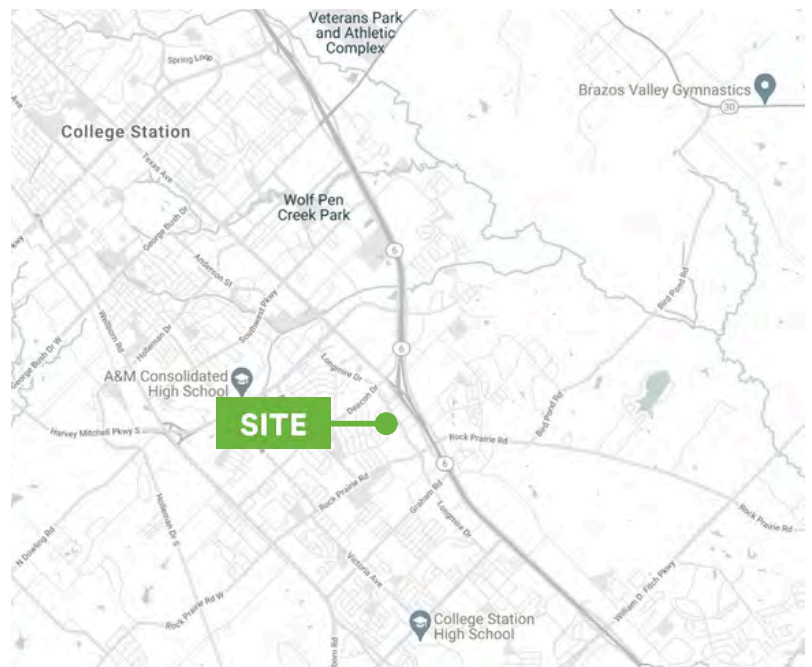 Veterans Park
and Athletic
Complex
Spring Loop
Brazos Valley Gymnastics
30
College Station
Texas Ave
Wolf Pen
Creek Park
George Bush Dr
6
Anderson St
Bird Pond Rd
Southwest Pkwy
Wellborn Rd
Holleman Dr
6
George Bush Dr W
Longmire Dr
A&M Consolidated
High School
Deacon Dr
SITE
Harvey Mitchell Pkwy S
Bird Pond Rd
Rock Prairie Rd
6
Rock Prairie Rd
Graham Rd
Longmire Dr
Holleman Dr S
Rock Prairie Rd
N Dowling Rd
Victoria Ave
William D. Fitch Pkwy
Rock Prairie Rd W
College Station
High School